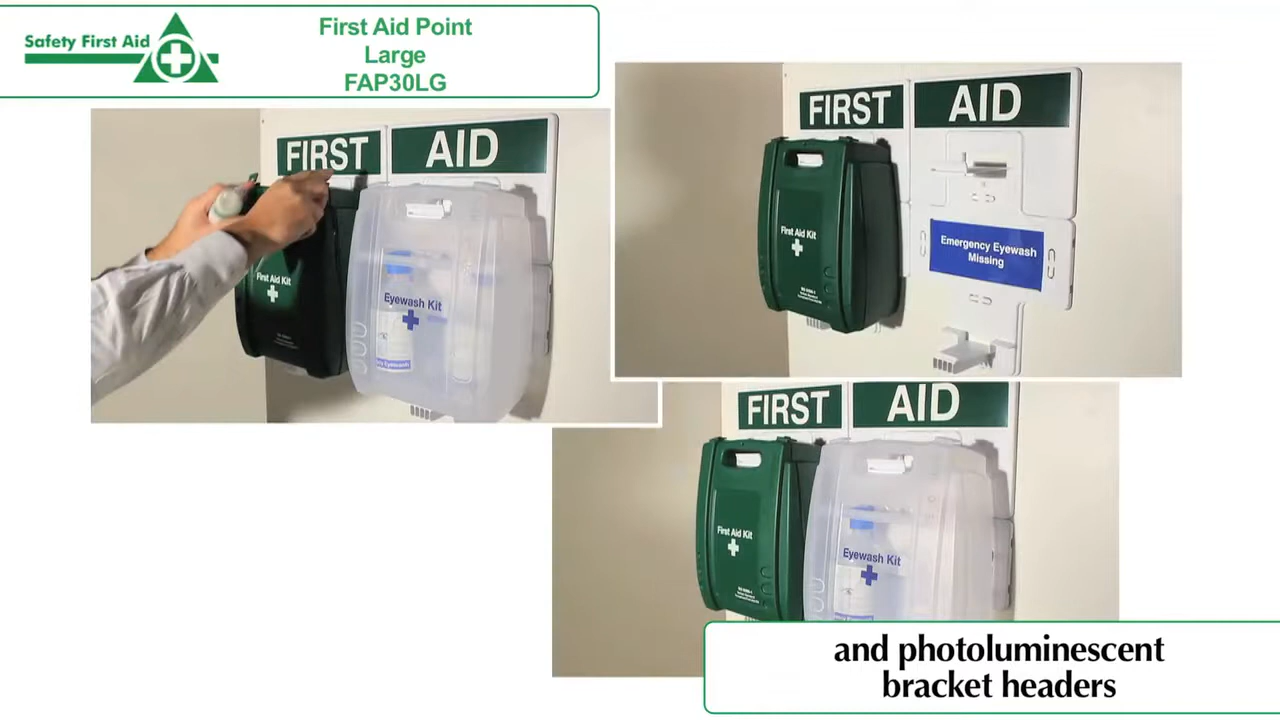 Safety First Aid
First Aid Point
Large
FAP30LG
FIRST AID
First Aid Kit
Eyewash Kit
FIRST AID
First Aid Kit
Emergency Eyewash
Missing
FIRST AID
First Aid Kit
Eyewash Kit
and photoluminescent
bracket headers